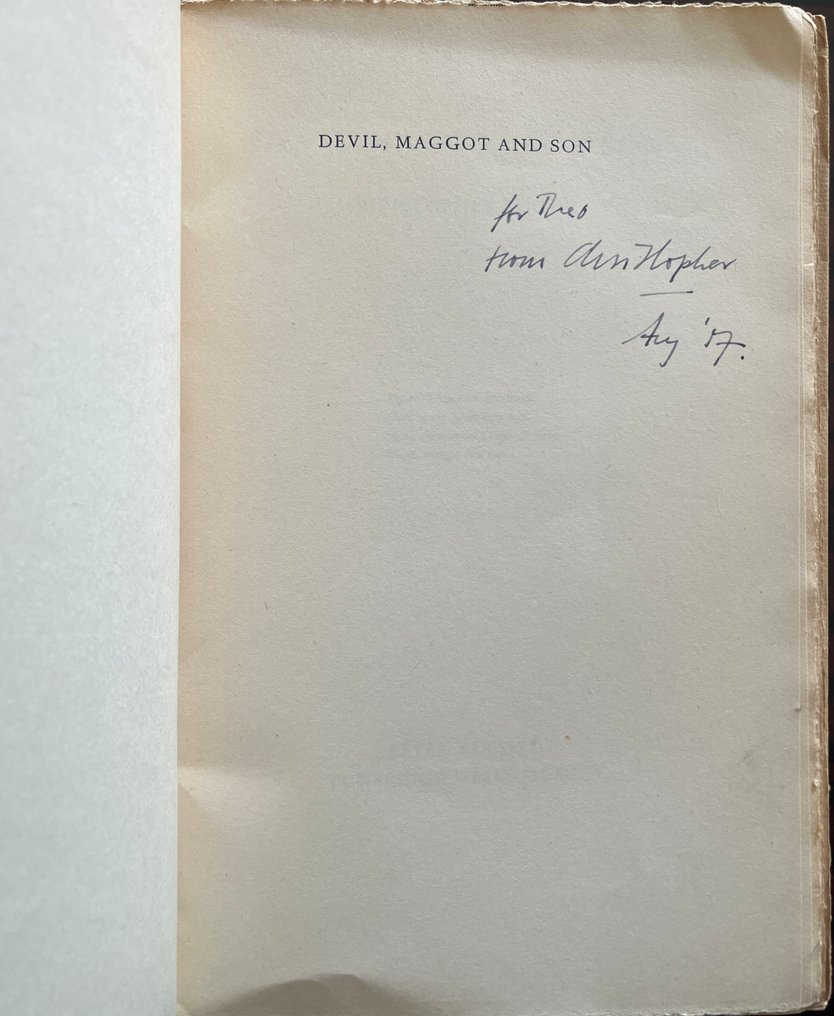 DEVIL, MAGGOT AND SON
for Theo
from Christopher
Aug '57.